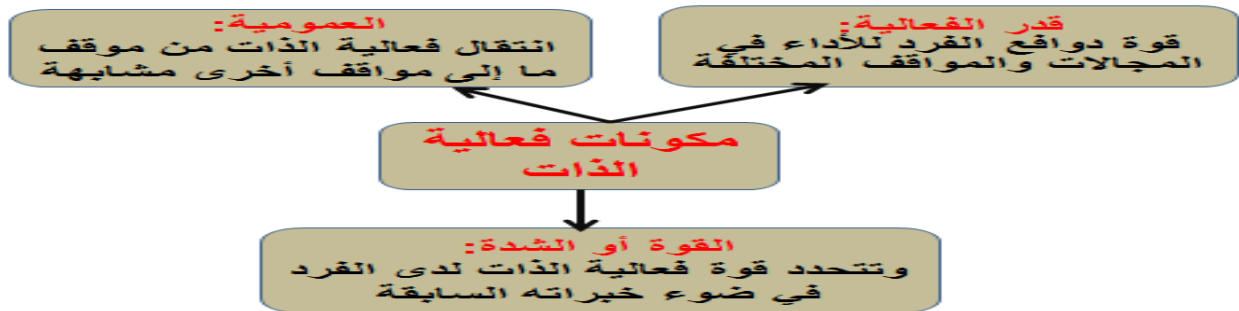 قدر الفعالية:
قوة دوافع الفرد للأداء في
المجالات والمواقف المختلفة
العمومية:
انتقال فعالية الذات من موقف
ما إلى مواقف أخرى مشابهة
مكونات فعالية
الذات
القوة أو الشدة:
وتتحدد قوة فعالية الذات لدى الفرد
في ضوء خبراته السابقة